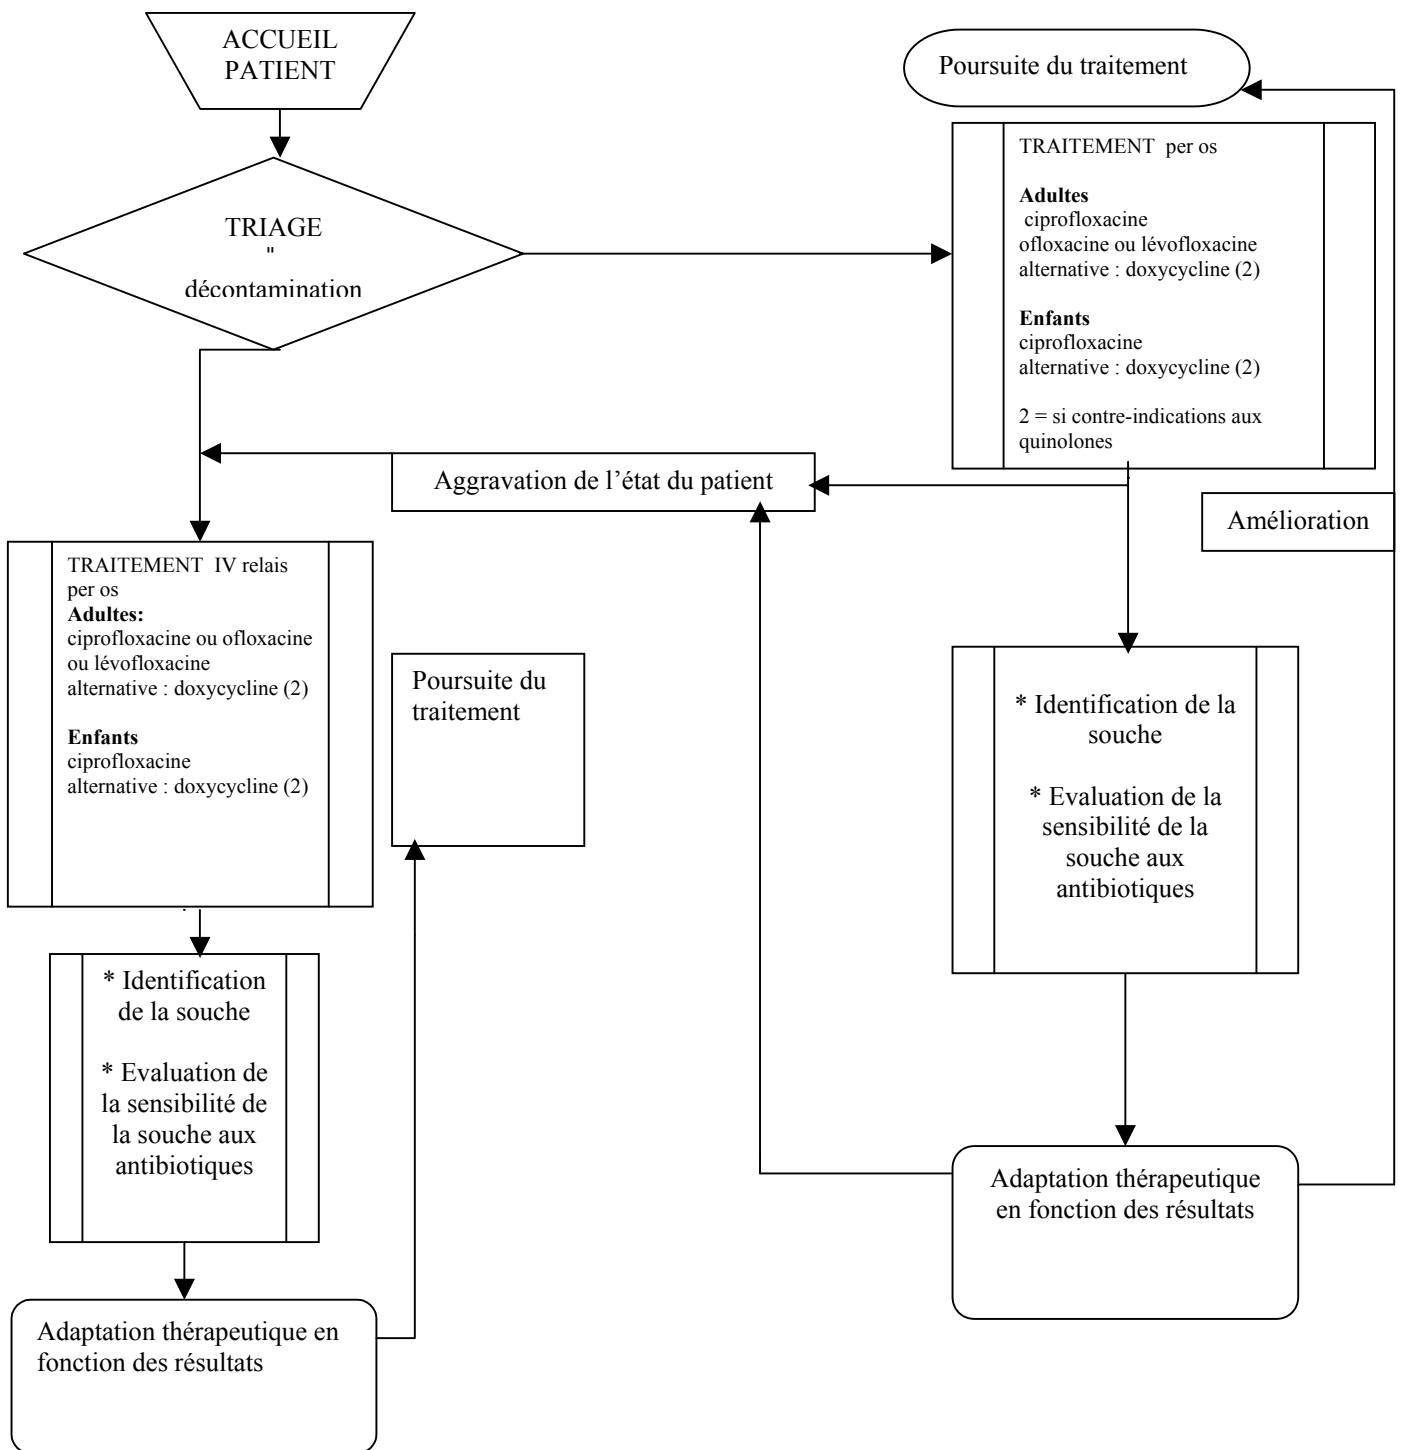 ACCUEIL
PATIENT
Poursuite du traitement
TRIAGE
"
décontamination
TRAITEMENT per os
Adultes
ciprofloxacine
ofloxacine ou lévofloxacine
alternative : doxycycline (2)
Enfants
ciprofloxacine
alternative : doxycycline (2)
2 = si contre-indications aux
quinolones
Aggravation de l’état du patient
Amélioration
TRAITEMENT IV relais
per os
Adultes:
ciprofloxacine ou ofloxacine
ou lévofloxacine
alternative : doxycycline (2)
Enfants
ciprofloxacine
alternative : doxycycline (2)
Poursuite du
traitement
* Identification de la
souche
* Evaluation de la
sensibilité de la
souche aux
antibiotiques
* Identification
de la souche
* Evaluation de
la sensibilité de
la souche aux
antibiotiques
Adaptation thérapeutique
en fonction des résultats
Adaptation thérapeutique en
fonction des résultats